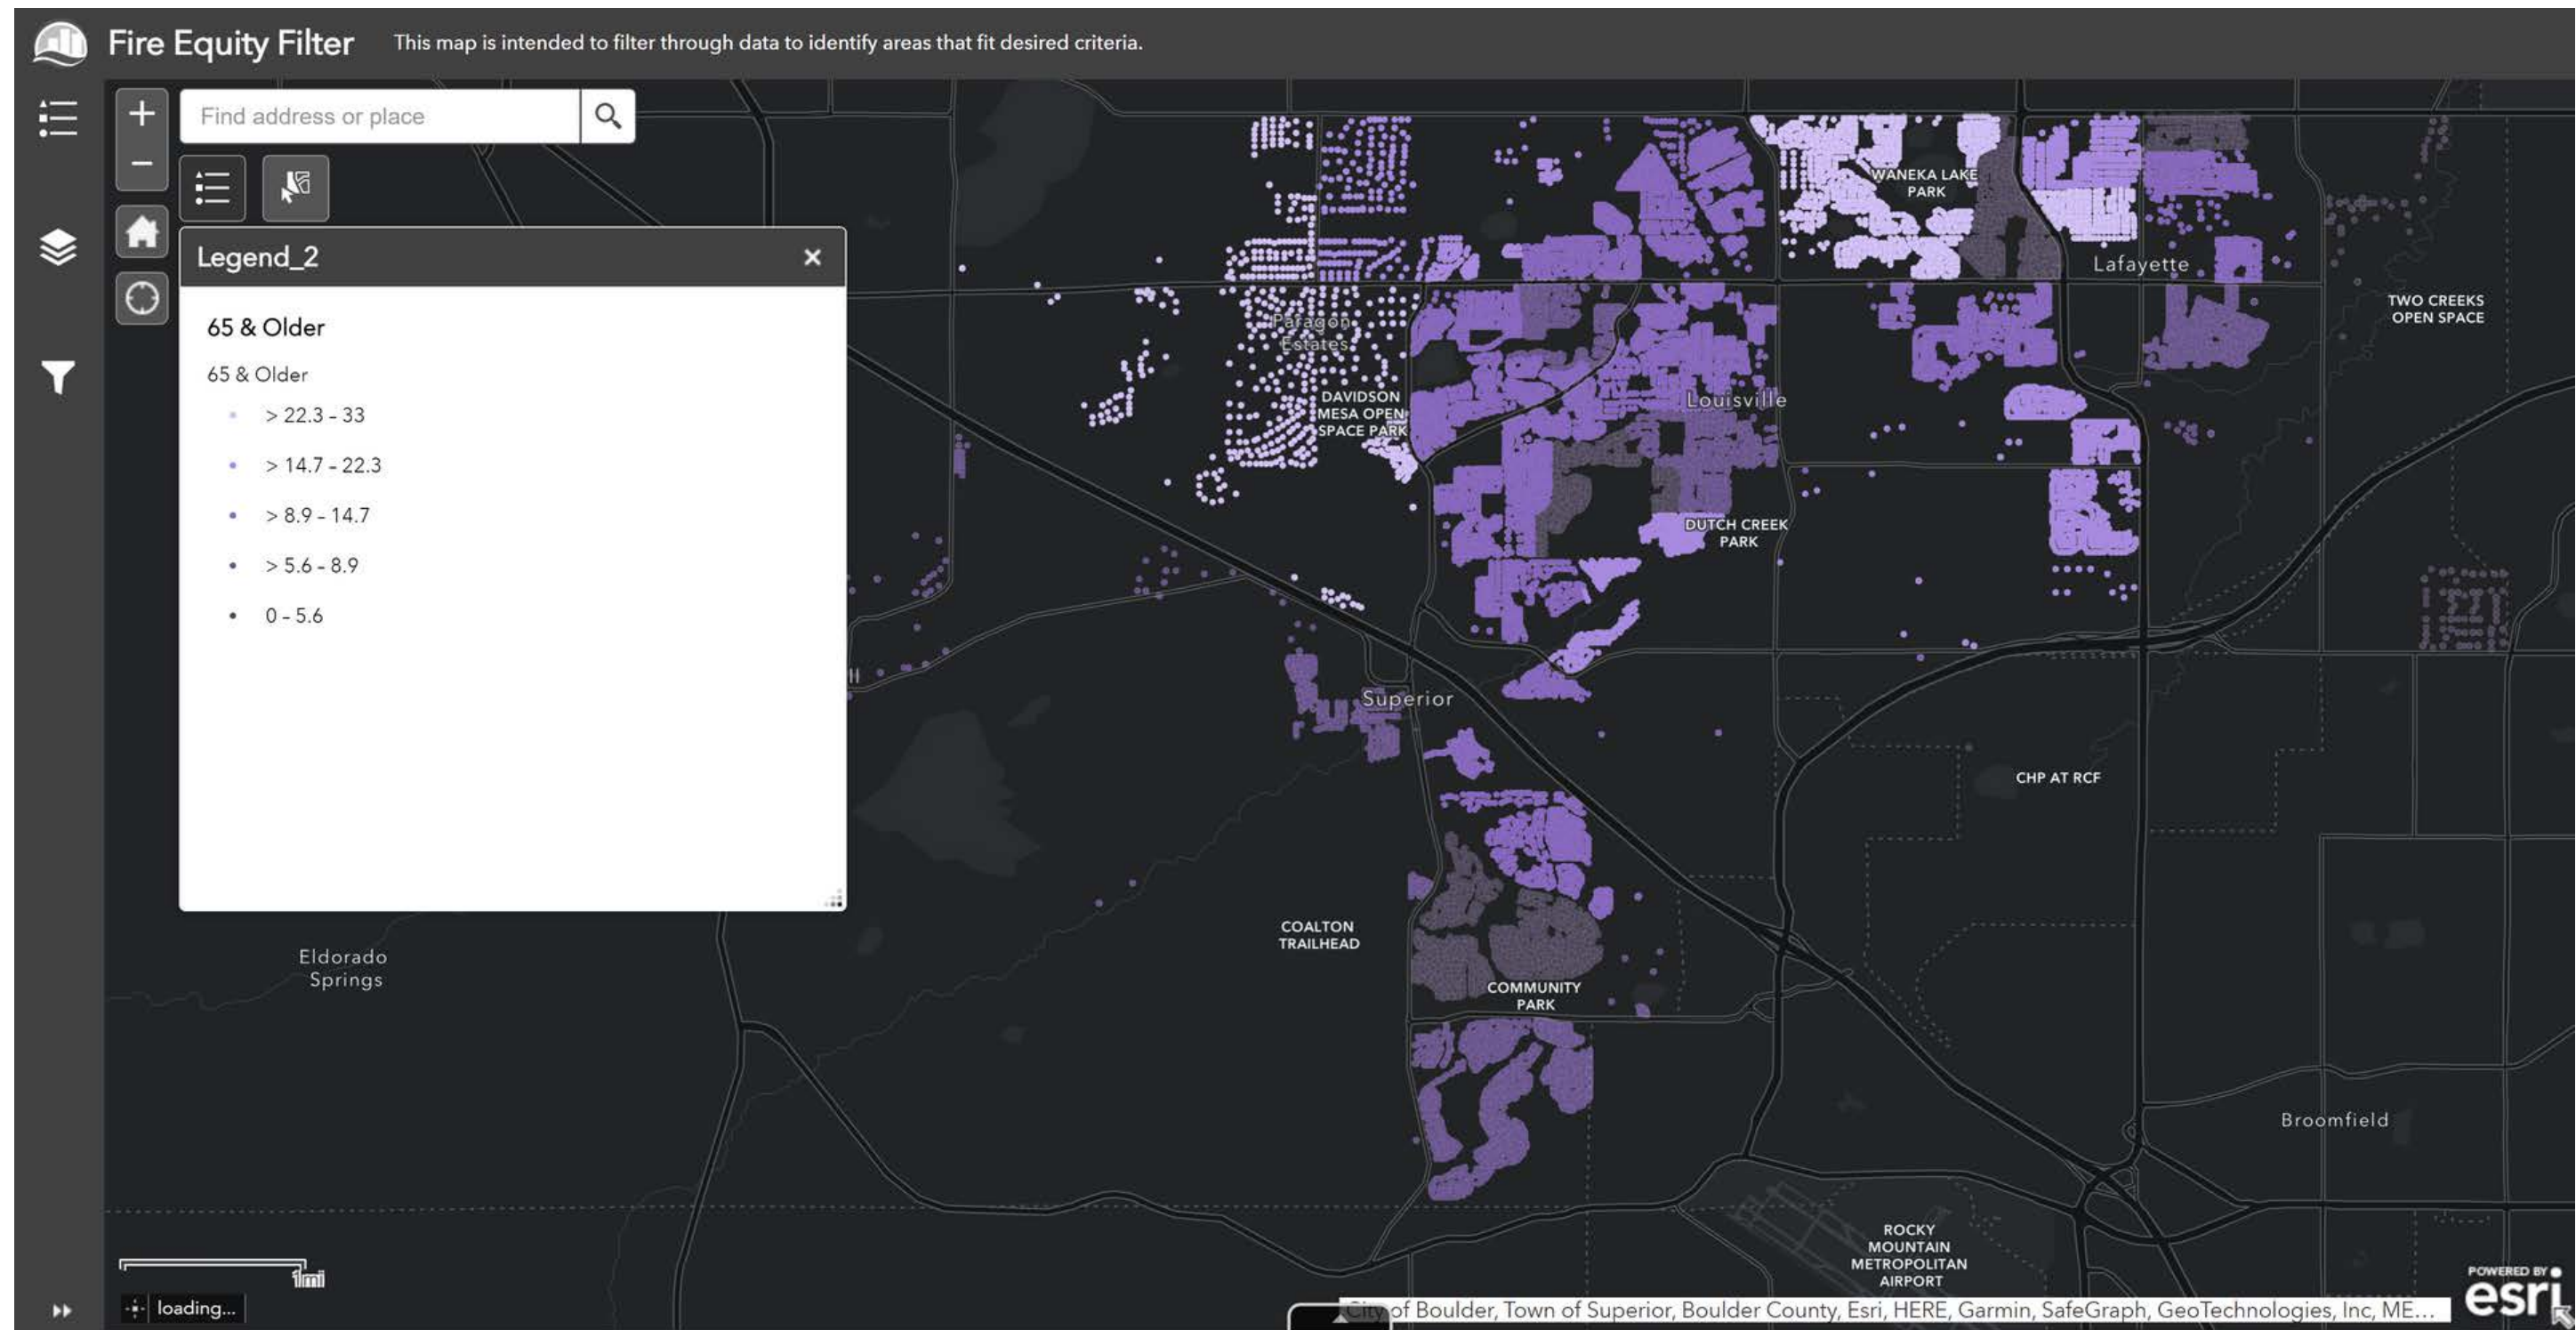 Fire Equity Filter
This map is intended to filter through data to identify areas that fit desired criteria.
+
Find address or place
−
Legend_2
×
65 & Older
65 & Older
> 22.3 - 33
> 14.7 - 22.3
> 8.9 - 14.7
> 5.6 - 8.9
0 - 5.6
WANEKA LAKE
PARK
Lafayette
TWO CREEKS
OPEN SPACE
Paragon
Estates
DAVIDSON
MESA OPEN
SPACE PARK
Louisville
DUTCH CREEK
PARK
Superior
CHP AT RCF
COALTON
TRAILHEAD
Eldorado
Springs
COMMUNITY
PARK
Broomfield
ROCKY
MOUNTAIN
METROPOLITAN
AIRPORT
1mi
loading...
City of Boulder, Town of Superior, Boulder County, Esri, HERE, Garmin, SafeGraph, GeoTechnologies, Inc, ME...
POWERED BY
esri